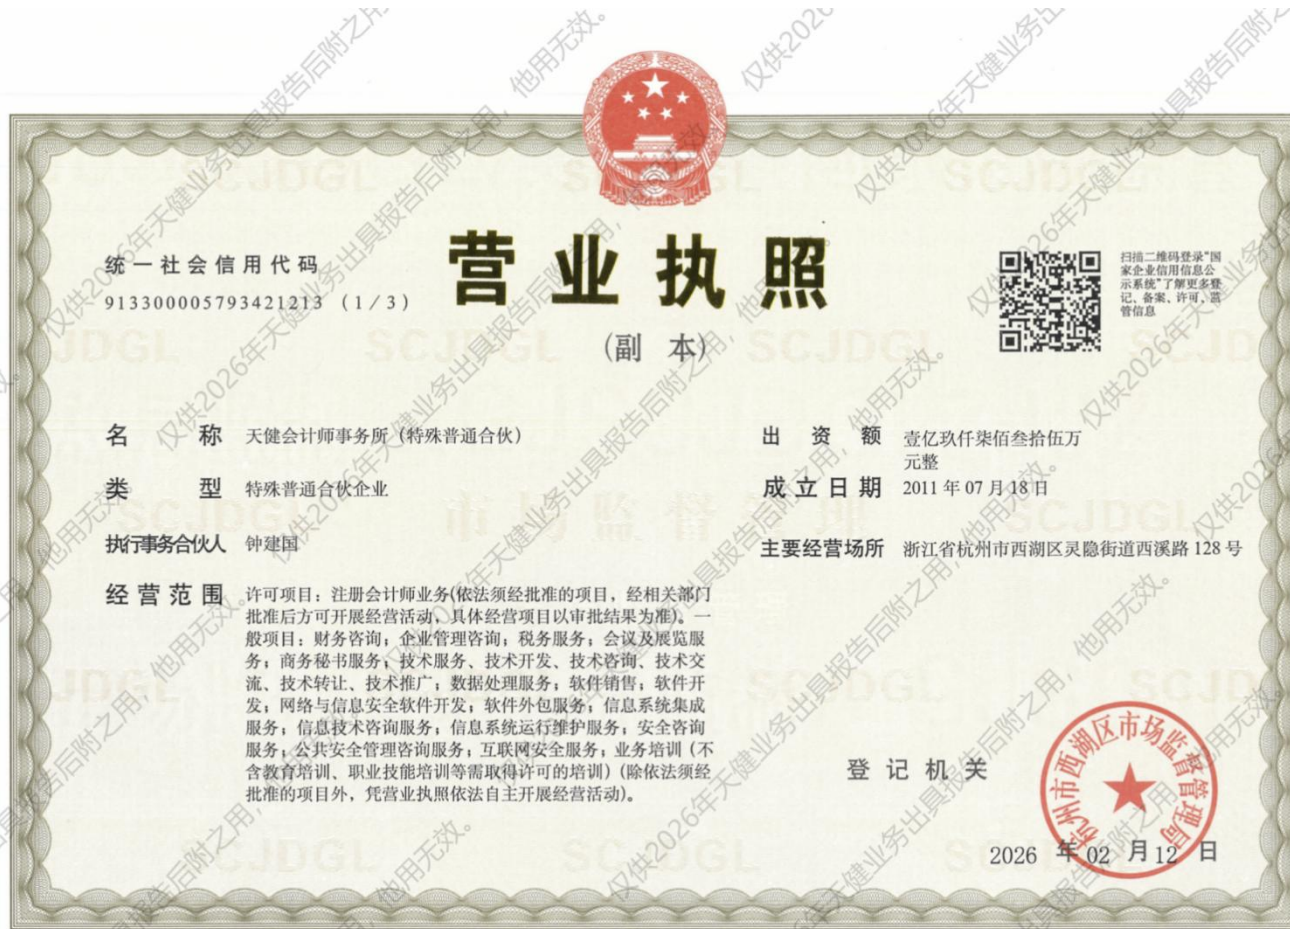 营业执照
(副 本)
统一社会信用代码
913300005793421213 (1/3)
扫描二维码登录"国
家企业信用信息公
示系统"了解更多登
记、备案、许可、监
管信息
名 称 天健会计师事务所（特殊普通合伙）
类 型 特殊普通合伙企业
执行事务合伙人 钟建国
经营范围 许可项目：注册会计师业务(依法须经批准的项目，经相关部门
批准后方可开展经营活动，具体经营项目以审批结果为准)。一
般项目：财务咨询；企业管理咨询；税务服务；会议及展览服
务；商务秘书服务；技术服务、技术开发、技术咨询、技术交
流、技术转让、技术推广；数据处理服务；软件销售；软件开
发；网络与信息安全软件开发；软件外包服务；信息系统集成
服务；信息技术咨询服务；信息系统运行维护服务；安全咨询
服务；公共安全管理咨询服务；互联网安全服务；业务培训（不
含教育培训、职业技能培训等需取得许可的培训）(除依法须经
批准的项目外，凭营业执照依法自主开展经营活动)。
出 资 额 壹亿玖仟柒佰叁拾伍万
元整
成立日期 2011 年 07 月 18 日
主要经营场所 浙江省杭州市西湖区灵隐街道西溪路 128 号
登记机关
杭州市西湖区市场监督管理局
2026 年 02 月 12 日
仅供2026年天健业务出具报告后附之用，他用无效。
SCJDGL
市场监督管理